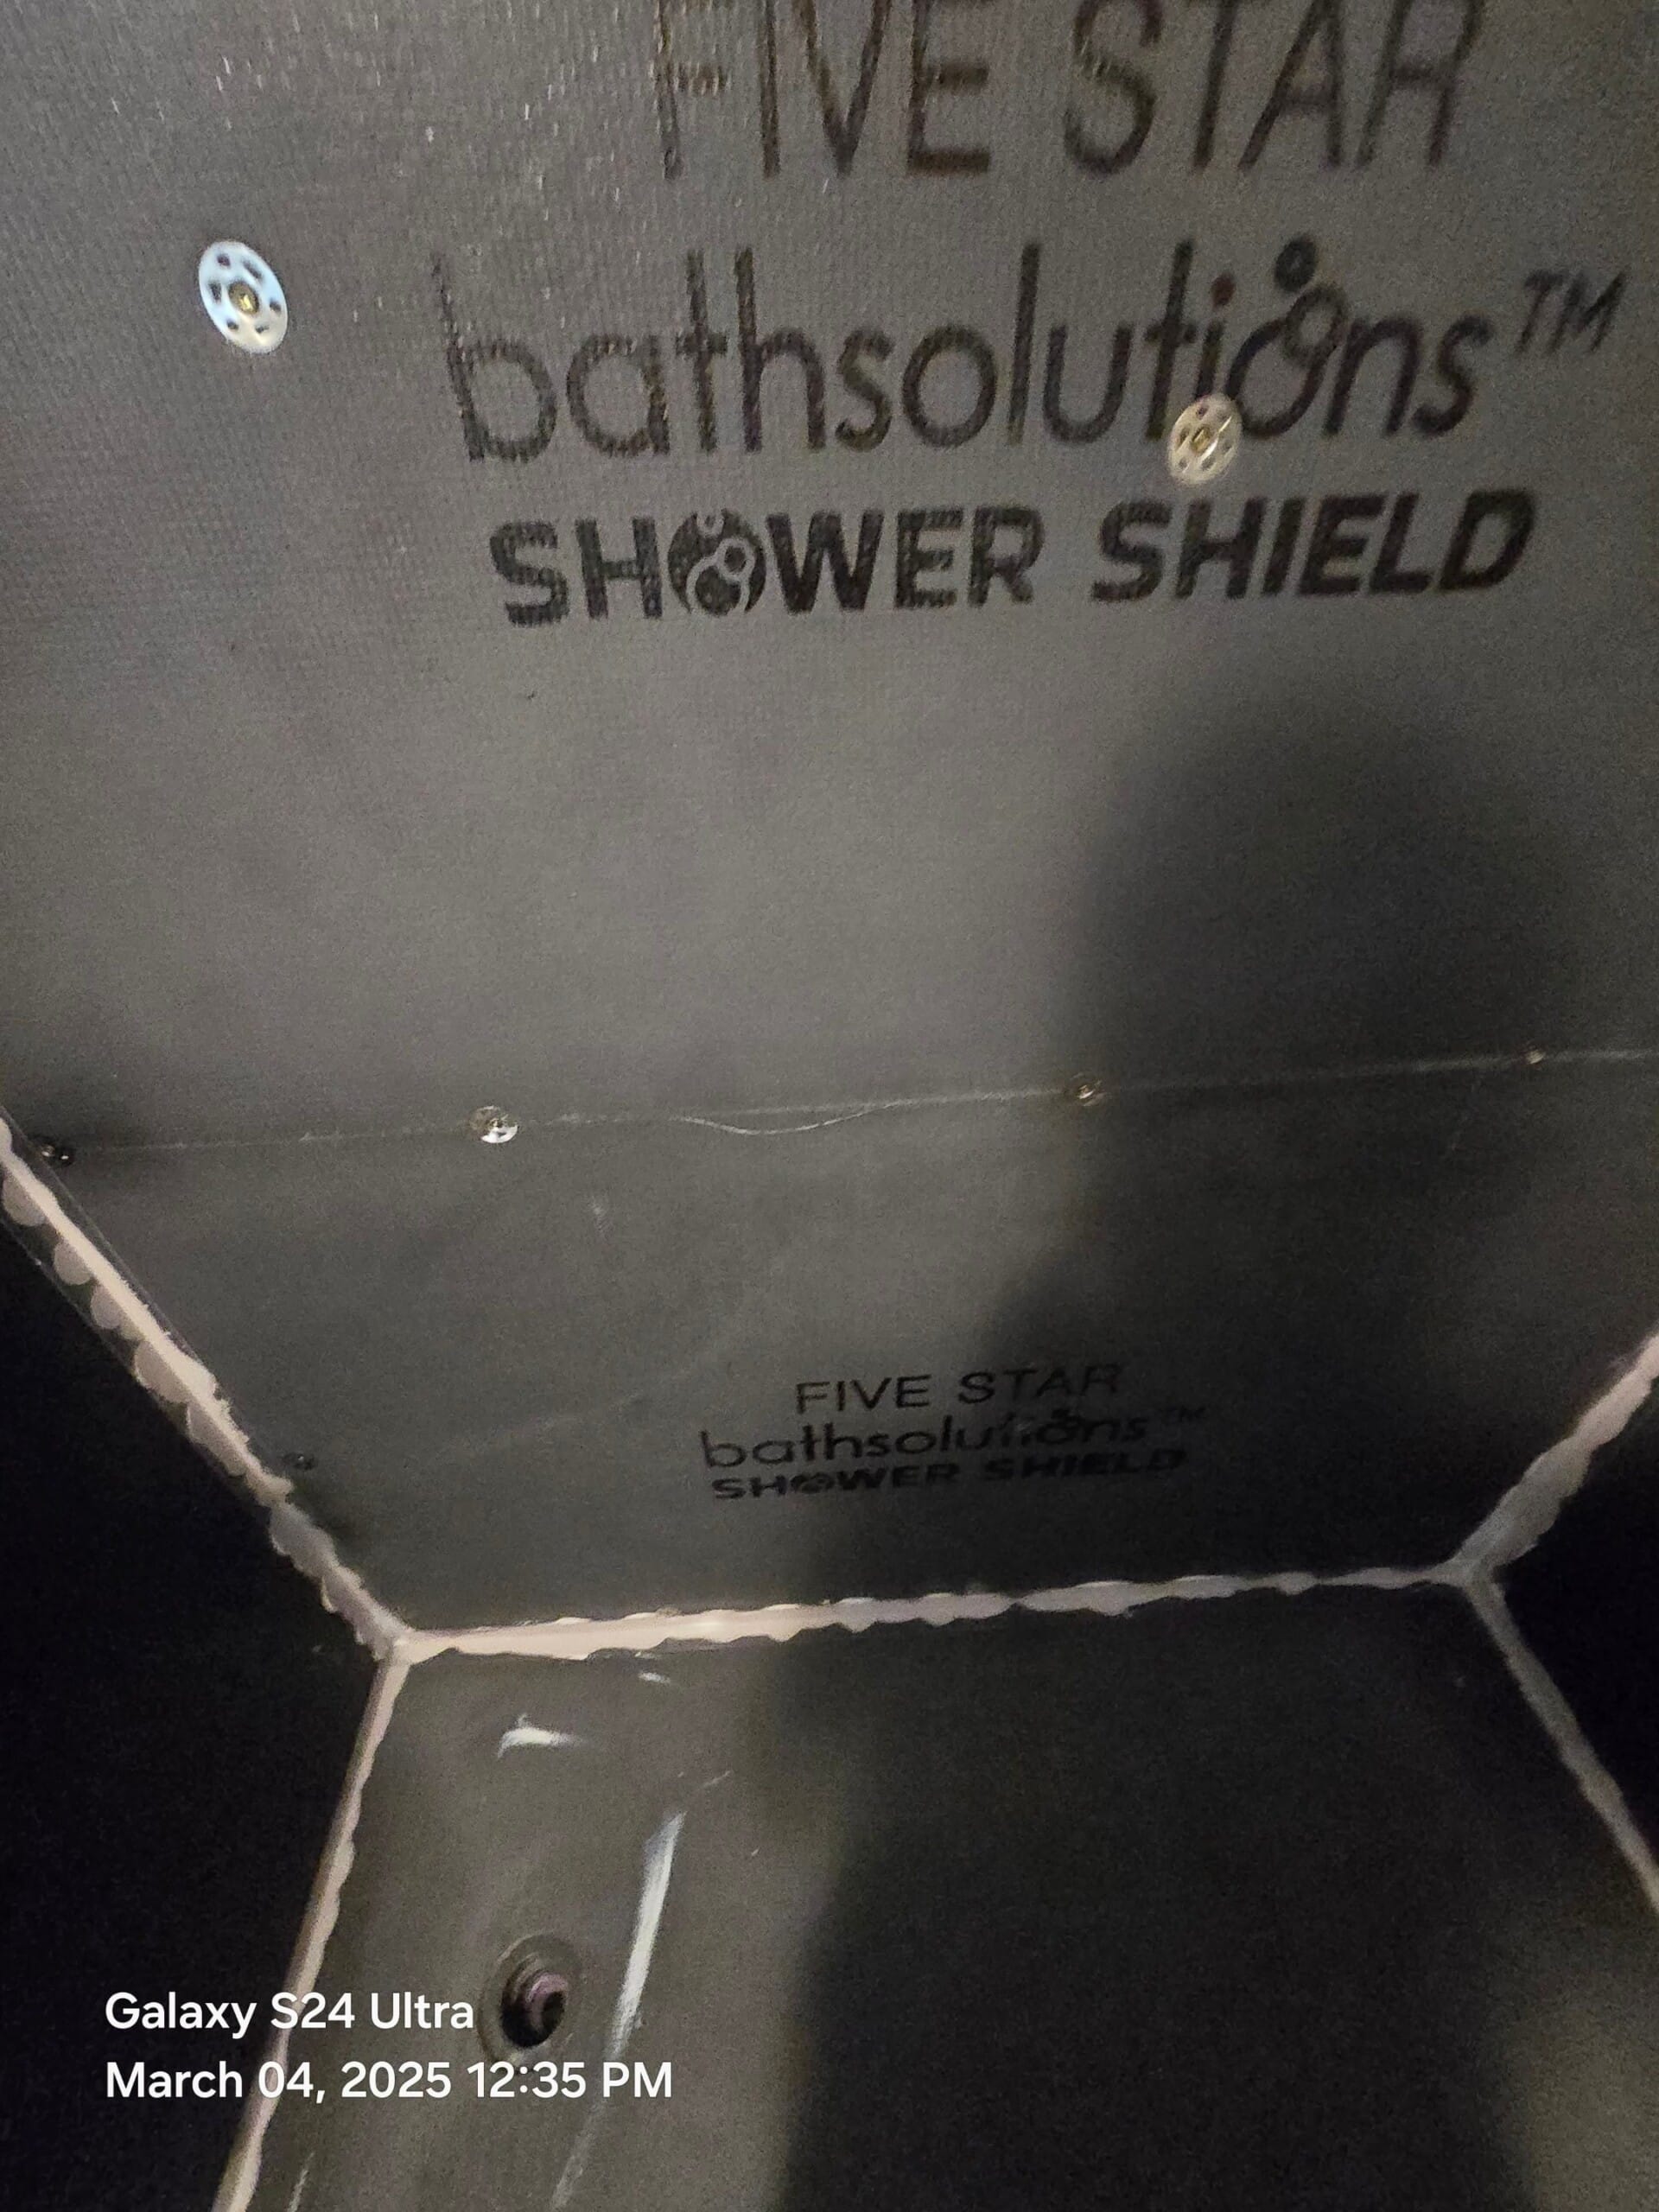 FIVE STAR
bathsolutions™
SHOWER SHIELD
FIVE STAR
bathsolutions™
SHOWER SHIELD
Galaxy S24 Ultra
March 04, 2025 12:35 PM